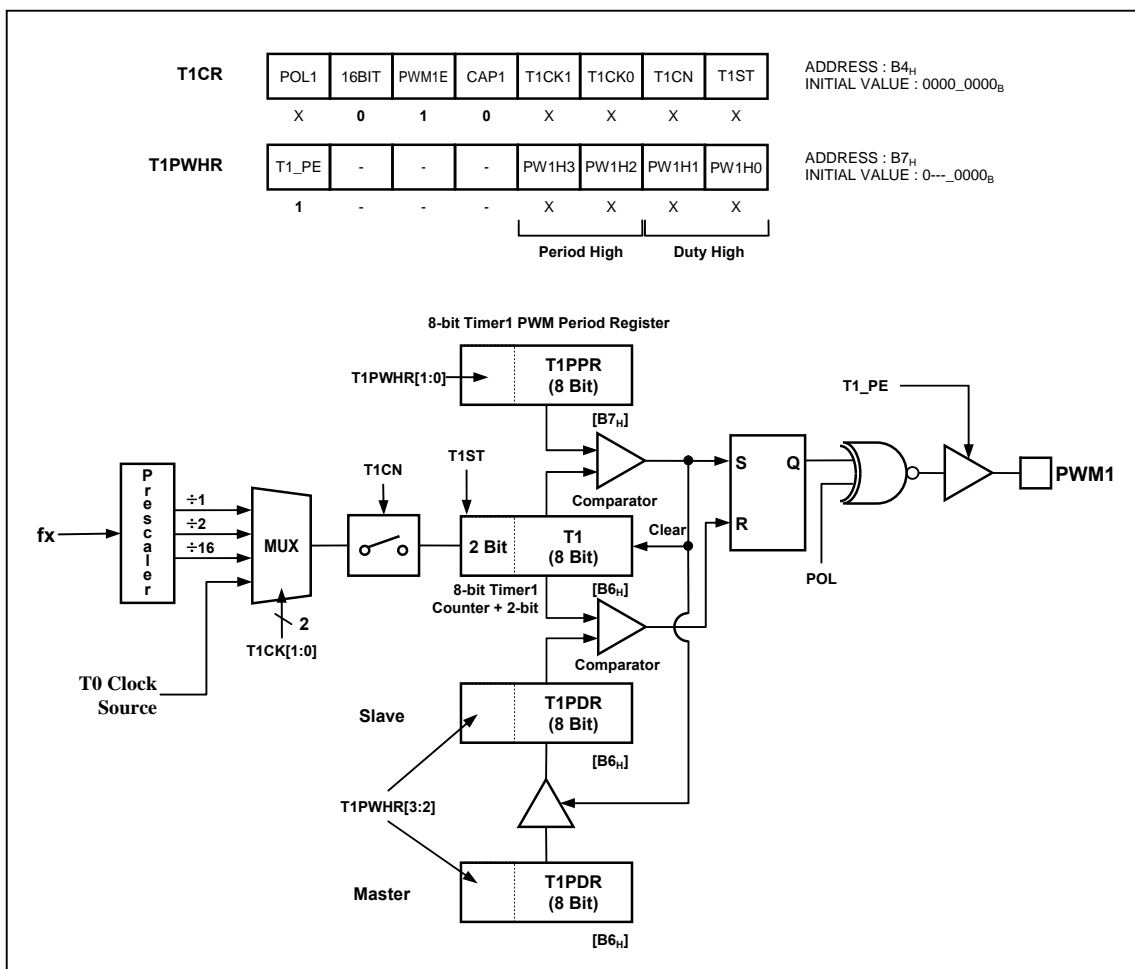 T1CR POL1 16BIT PWM1E CAP1 T1CK1 T1CK0 T1CN T1ST ADDRESS : B4H
INITIAL VALUE : 0000_0000B
X 0 1 0 X X X X
T1PWHR T1_PE - - - PW1H3 PW1H2 PW1H1 PW1H0 ADDRESS : B7H
INITIAL VALUE : 0---_0000B
1 - - - X X X X
Period High Duty High
8-bit Timer1 PWM Period Register
T1PWHR[1:0]
T1PPR
(8 Bit)
[B7H]
T1_PE
Prescaler
fx
÷1
÷2
÷16
MUX
2
T1CK[1:0]
T0 Clock
Source
T1CN
T1ST
Comparator
2 Bit
T1
(8 Bit)
Clear
8-bit Timer1
Counter + 2-bit
[B6H]
S
Q
R
POL
PWM1
Comparator
Slave
T1PDR
(8 Bit)
[B6H]
T1PWHR[3:2]
Master
T1PDR
(8 Bit)
[B6H]